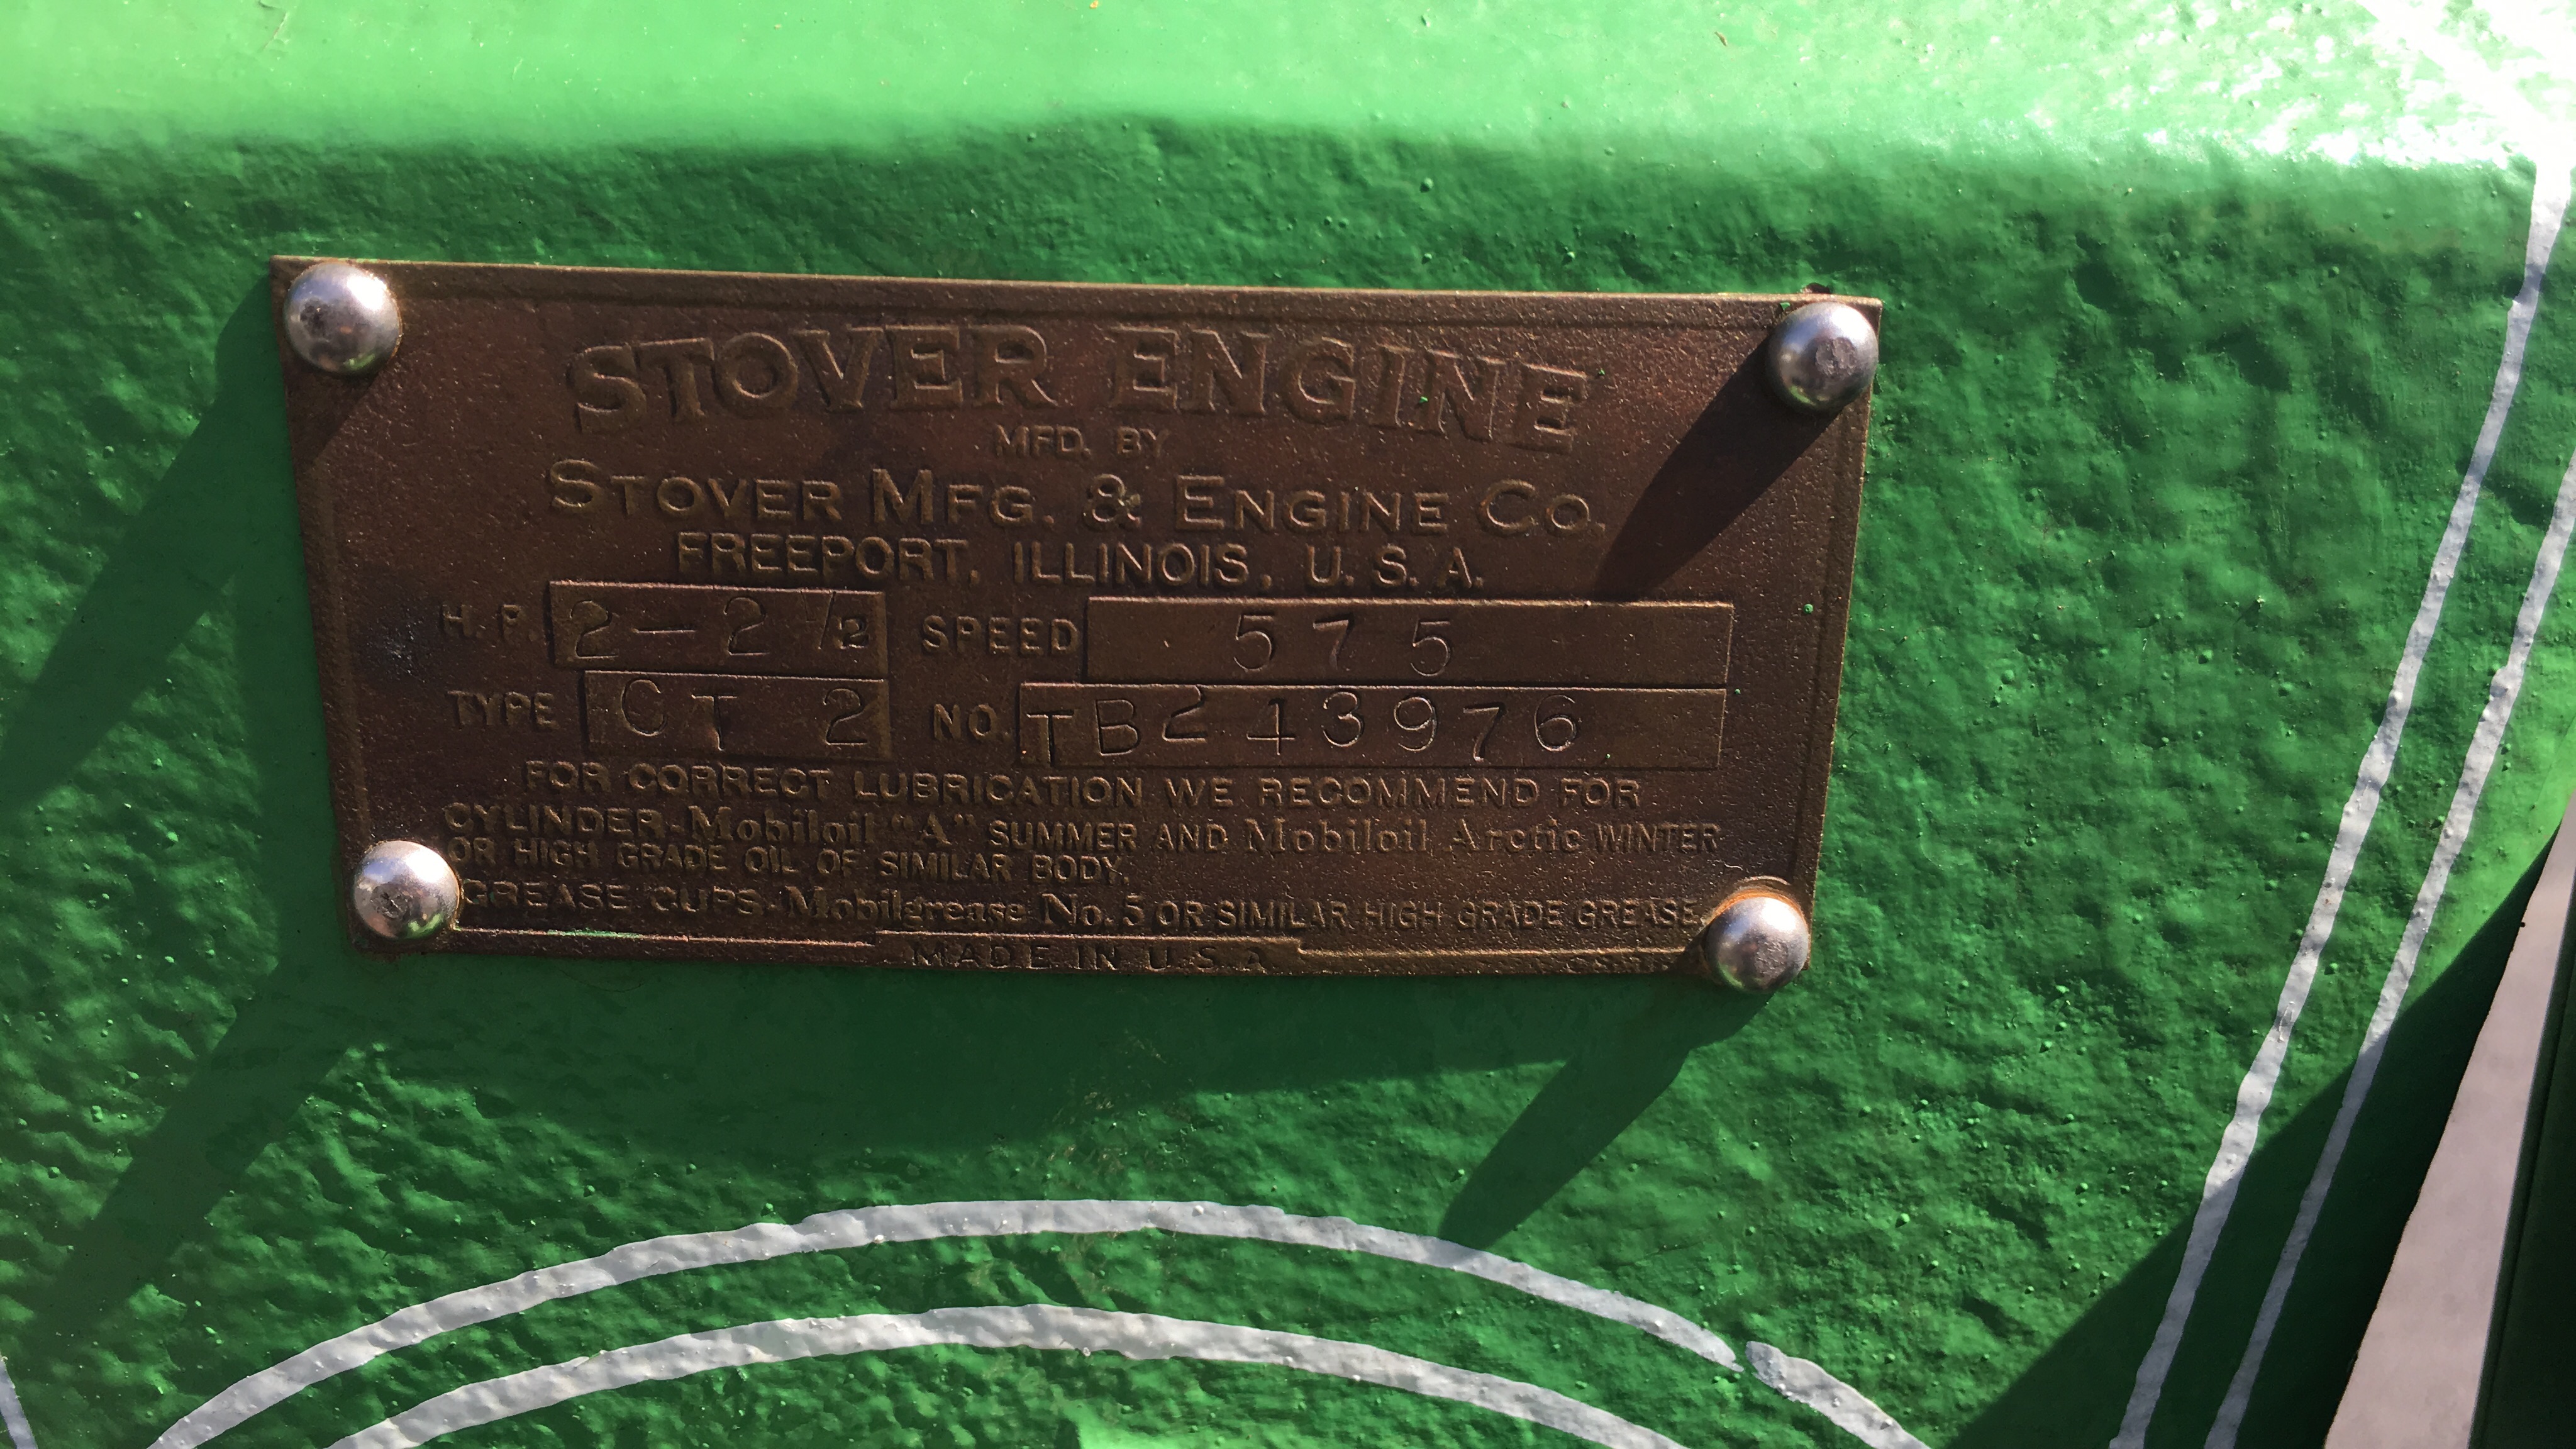 STOVER ENGINE
MFD. BY
STOVER MFG. & ENGINE CO.
FREEPORT, ILLINOIS, U. S. A.
H. P. 2-2 1/2 SPEED 575
TYPE CT 2 NO. TB243976
FOR CORRECT LUBRICATION WE RECOMMEND FOR
CYLINDER-Mobiloil "A" SUMMER AND Mobiloil Arctic WINTER
OR HIGH GRADE OIL OF SIMILAR BODY.
GREASE CUPS-Mobilgrease No. 5 OR SIMILAR HIGH GRADE GREASE
MADE IN U.S.A